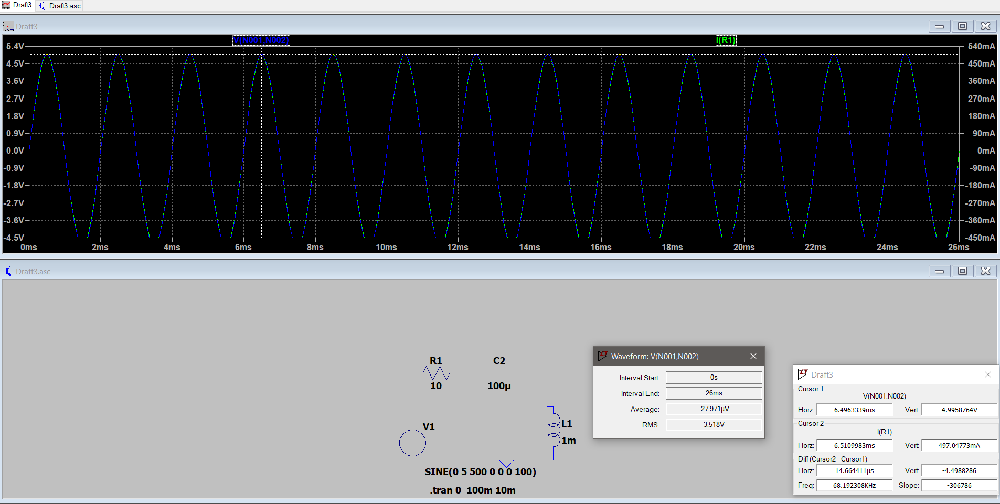 Draft3 Draft3.asc
Draft3
V(N001,N002) I(R1)
5.4V 540mA
4.5V 450mA
3.6V 360mA
2.7V 270mA
1.8V 180mA
0.9V 90mA
0.0V 0mA
-0.9V -90mA
-1.8V -180mA
-2.7V -270mA
-3.6V -360mA
-4.5V -450mA
0ms 2ms 4ms 6ms 8ms 10ms 12ms 14ms 16ms 18ms 20ms 22ms 24ms 26ms
Draft3.asc
R1
10
C2
100µ
V1
L1
1m
SINE(0 5 500 0 0 0 100)
.tran 0 100m 10m
Waveform: V(N001,N002)
Interval Start: 0s
Interval End: 26ms
Average: -27.971µV
RMS: 3.518V
Draft3
Cursor 1
V(N001,N002)
Horz: 6.4963339ms Vert: 4.9958764V
Cursor 2
I(R1)
Horz: 6.5109983ms Vert: 497.04773mA
Diff (Cursor2 - Cursor1)
Horz: 14.664411µs Vert: -4.4988286
Freq: 68.192308KHz Slope: -306786